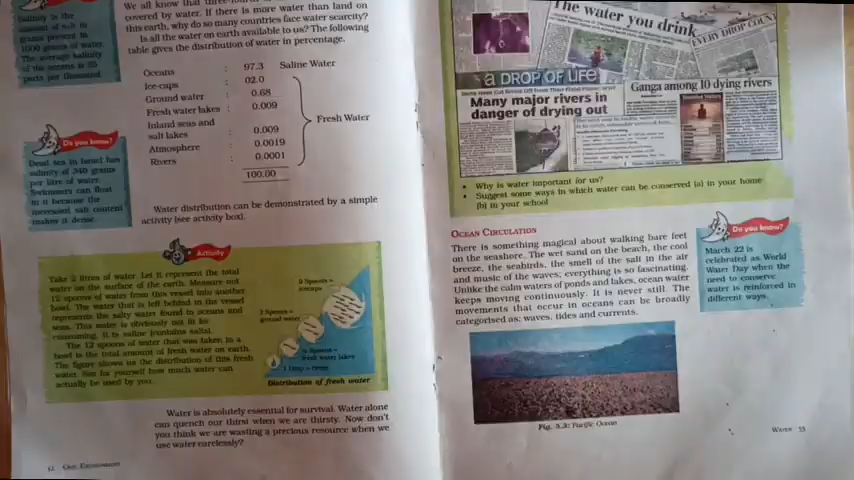 We all know that
covered by water. If there is more water than land on
this earth, why do so many countries face water scarcity?
Is all the water on earth available to us? The following
table gives the distribution of water in percentage.
Salinity is the
amount of salt in
grams present in
1000 grams of water.
The average salinity
of the oceans is 35
parts per thousand.
Oceans : 97.3 Saline Water
Ice-caps : 02.0
Ground water : 0.68
Fresh water lakes : 0.009
Inland seas and
salt lakes : 0.009
Atmosphere : 0.0019
Rivers : 0.0001
100.00
Fresh Water
Do you know?
Dead sea in Israel has
salinity of 340 grams
per litre of water.
Swimmers can float
in it because the
increased salt content
makes it dense.
Water distribution can be demonstrated by a simple
activity (see activity box).
Activity
Take 2 litres of water. Let it represent the total
water on the surface of the earth. Measure out
12 spoons of water from this vessel into another
bowl. The water that is left behind in the vessel
represents the salty water found in oceans and
seas. This water is obviously not fit for
consuming. It is saline (contains salts).
The 12 spoons of water that was taken in a
bowl is the total amount of fresh water on earth.
The figure shows us the distribution of this fresh
water. See for yourself how much water can
actually be used by you.
9 Spoons =
icecaps
ground water
Spoons =
fresh water lakes
1 Drop = rivers
Distribution of fresh water
Water is absolutely essential for survival. Water alone
can quench our thirst when we are thirsty. Now don't
you think we are wasting a precious resource when we
use water carelessly?
Our Environment
The water you drink
EVERY DROP COUNTS
a DROP OF LIFE
Many major rivers in
danger of drying out
Ganga among 10 dying rivers
• Why is water important for us?
• Suggest some ways in which water can be conserved (a) in your home
(b) in your school
OCEAN CIRCULATION
There is something magical about walking bare feet
on the seashore. The wet sand on the beach, the cool
breeze, the seabirds, the smell of the salt in the air
and music of the waves; everything is so fascinating.
Unlike the calm waters of ponds and lakes, ocean water
keeps moving continuously. It is never still. The
movements that occur in oceans can be broadly
categorised as: waves, tides and currents.
Do you know?
March 22 is
celebrated as World
Water Day when the
need to conserve
water is reinforced in
different ways.
Fig. 5.3: Pacific Ocean
WATER 33